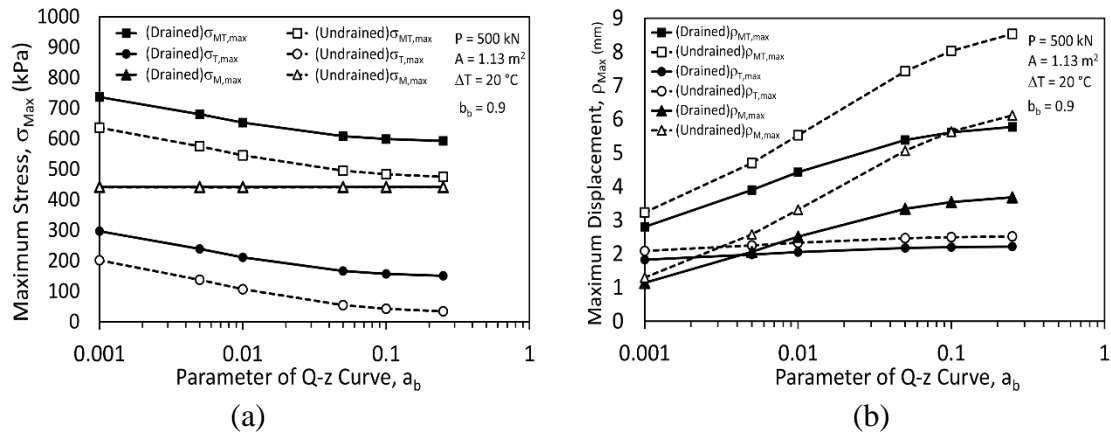 1000
900
800
700
600
500
400
300
200
100
0
Maximum Stress, σMax (kPa)
(Drained)σMT,max
(Undrained)σMT,max
(Drained)σT,max
(Undrained)σT,max
(Drained)σM,max
(Undrained)σM,max
P = 500 kN
A = 1.13 m²
ΔT = 20 °C
bb = 0.9
0.001 0.01 0.1 1
Parameter of Q-z Curve, ab
(a)
9
8
7
6
5
4
3
2
1
0
Maximum Displacement, ρMax (mm)
(Drained)ρMT,max
(Undrained)ρMT,max
(Drained)ρT,max
(Undrained)ρT,max
(Drained)ρM,max
(Undrained)ρM,max
P = 500 kN
A = 1.13 m²
ΔT = 20 °C
bb = 0.9
0.001 0.01 0.1 1
Parameter of Q-z Curve, ab
(b)